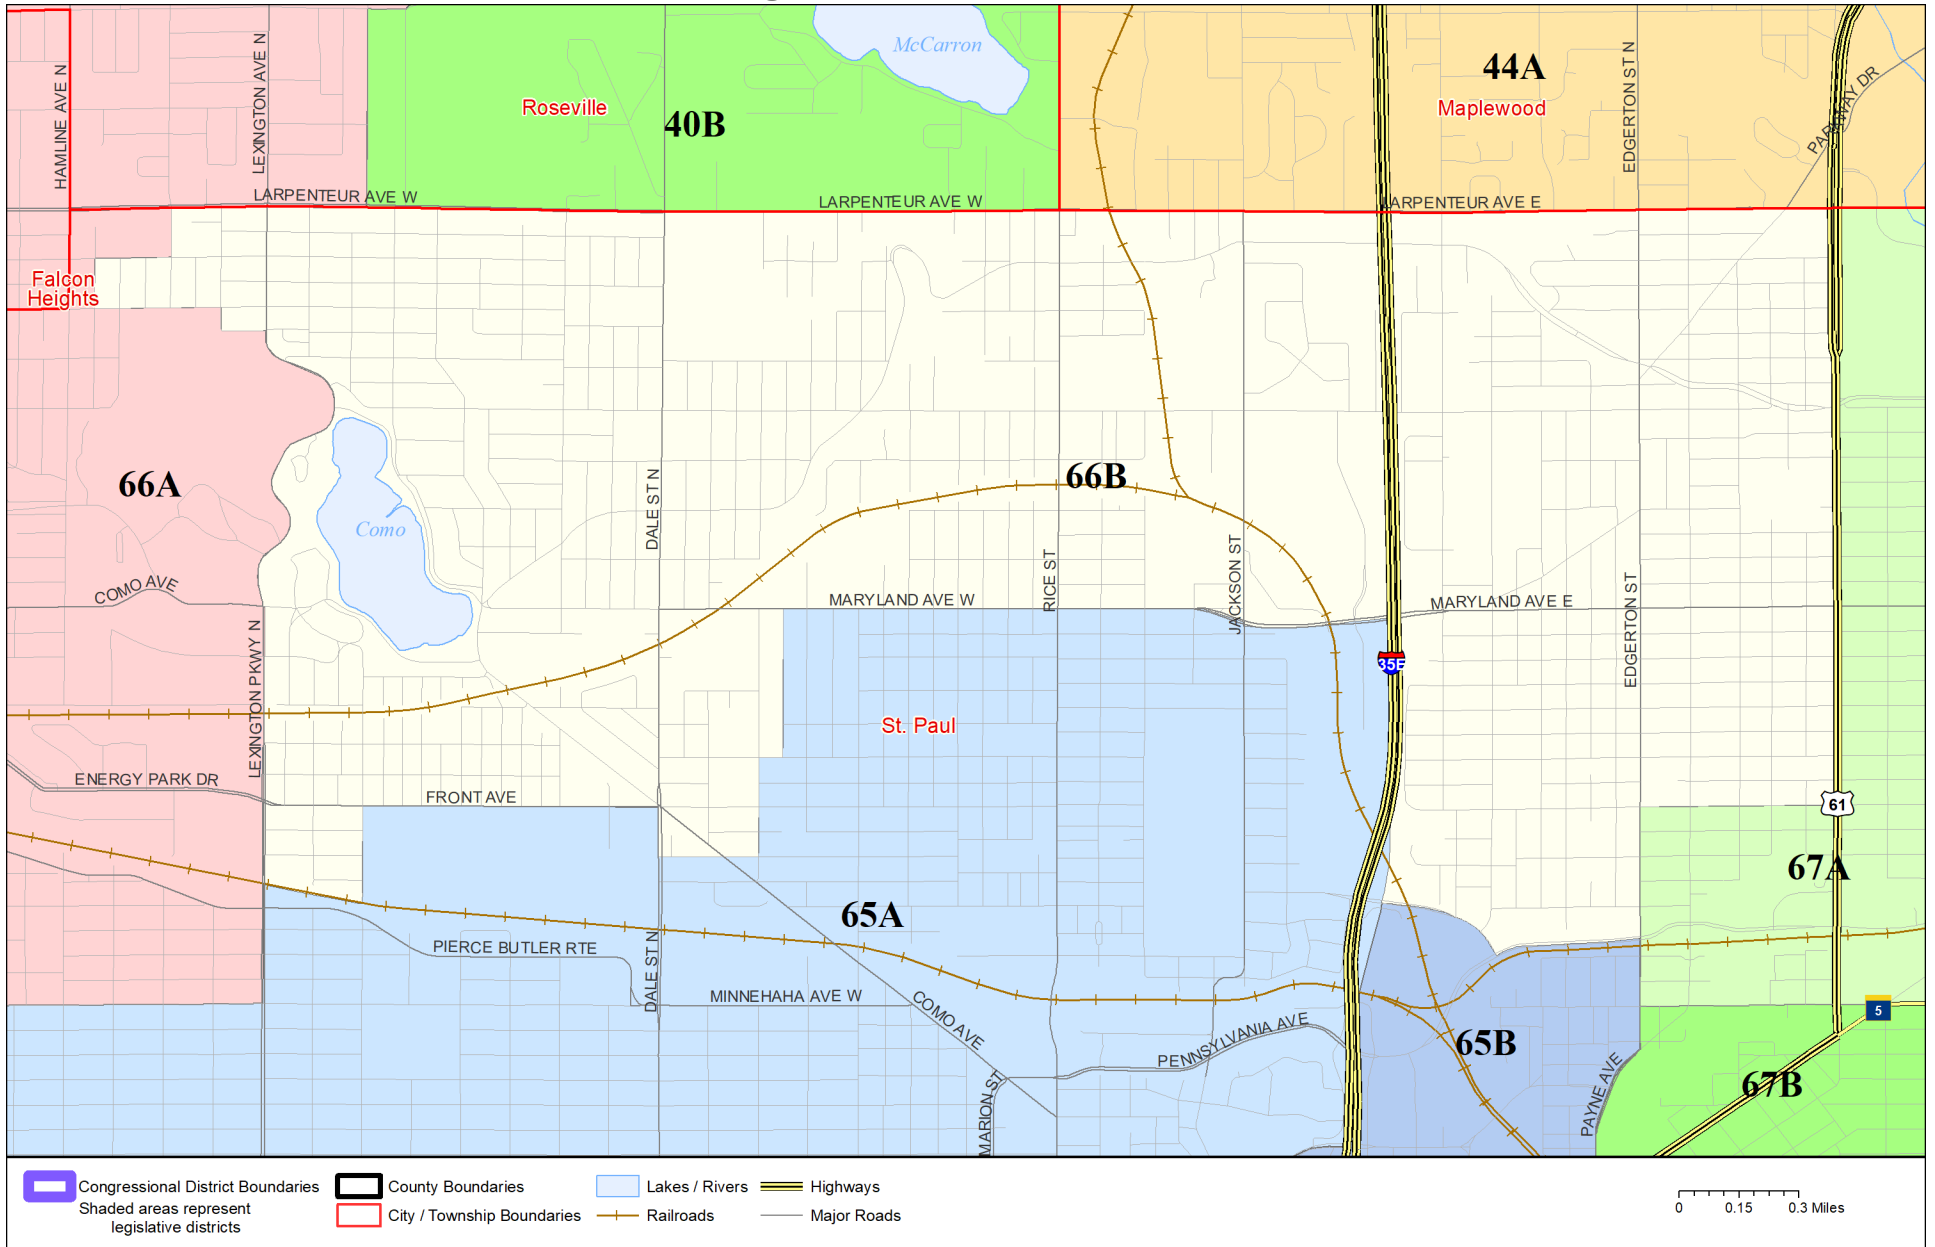 McCarron
44A
Maplewood
Roseville
40B
HAMLINE AVE N
LEXINGTON AVE N
EDGERTON ST N
PARKWAY DR
LARPENTEUR AVE W
LARPENTEUR AVE W
LARPENTEUR AVE E
Falcon
Heights
66A
66B
Como
DALE ST N
RICE ST
JACKSON ST
EDGERTON ST
COMO AVE
MARYLAND AVE W
MARYLAND AVE E
35E
LEXINGTON PKWY N
St. Paul
ENERGY PARK DR
FRONT AVE
61
67A
65A
PIERCE BUTLER RTE
DALE ST N
MINNEHAHA AVE W
COMO AVE
PENNSYLVANIA AVE
5
65B
67B
MARION ST
PAYNE AVE
Congressional District Boundaries
Shaded areas represent
legislative districts
County Boundaries
City / Township Boundaries
Lakes / Rivers
Railroads
Highways
Major Roads
0 0.15 0.3 Miles